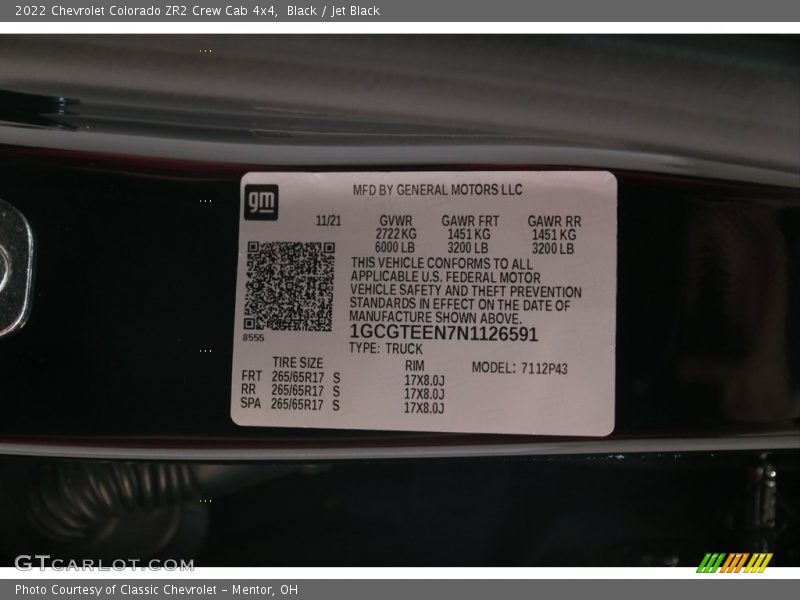 2022 Chevrolet Colorado ZR2 Crew Cab 4x4, Black / Jet Black
gm
MFD BY GENERAL MOTORS LLC
11/21 GVWR GAWR FRT GAWR RR
2722 KG 1451 KG 1451 KG
6000 LB 3200 LB 3200 LB
THIS VEHICLE CONFORMS TO ALL
APPLICABLE U.S. FEDERAL MOTOR
VEHICLE SAFETY AND THEFT PREVENTION
STANDARDS IN EFFECT ON THE DATE OF
MANUFACTURE SHOWN ABOVE.
8555
1GCGTEEN7N1126591
TYPE: TRUCK
TIRE SIZE RIM MODEL: 7112P43
FRT 265/65R17 S 17X8.0J
RR 265/65R17 S 17X8.0J
SPA 265/65R17 S 17X8.0J
GTCARLOT.COM
Photo Courtesy of Classic Chevrolet - Mentor, OH